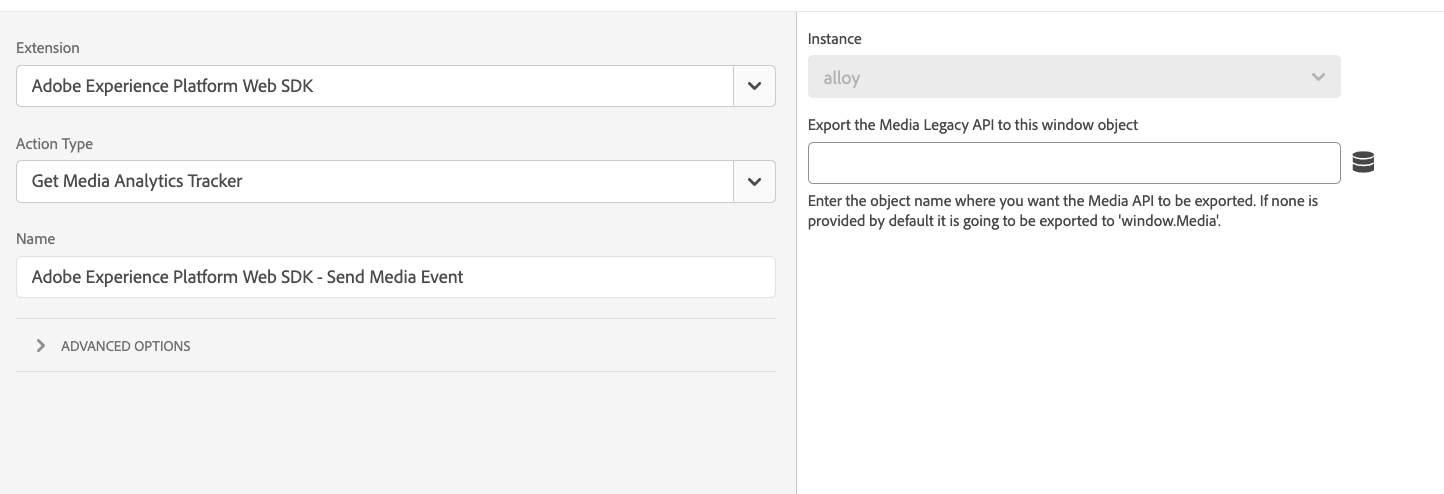 Extension
Adobe Experience Platform Web SDK
Action Type
Get Media Analytics Tracker
Name
Adobe Experience Platform Web SDK - Send Media Event
ADVANCED OPTIONS
Instance
alloy
Export the Media Legacy API to this window object
Enter the object name where you want the Media API to be exported. If none is
provided by default it is going to be exported to 'window.Media'.